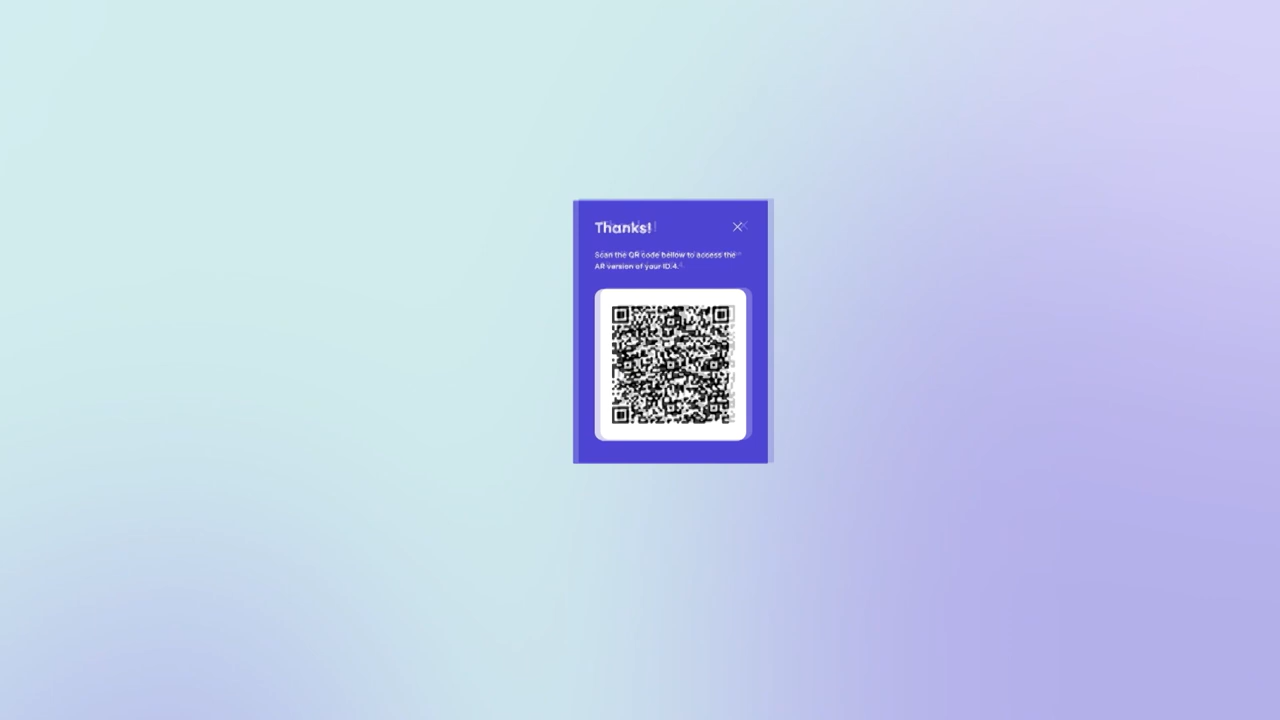 Thanks!
Scan the QR code bellow to access the
AR version of your ID.4.